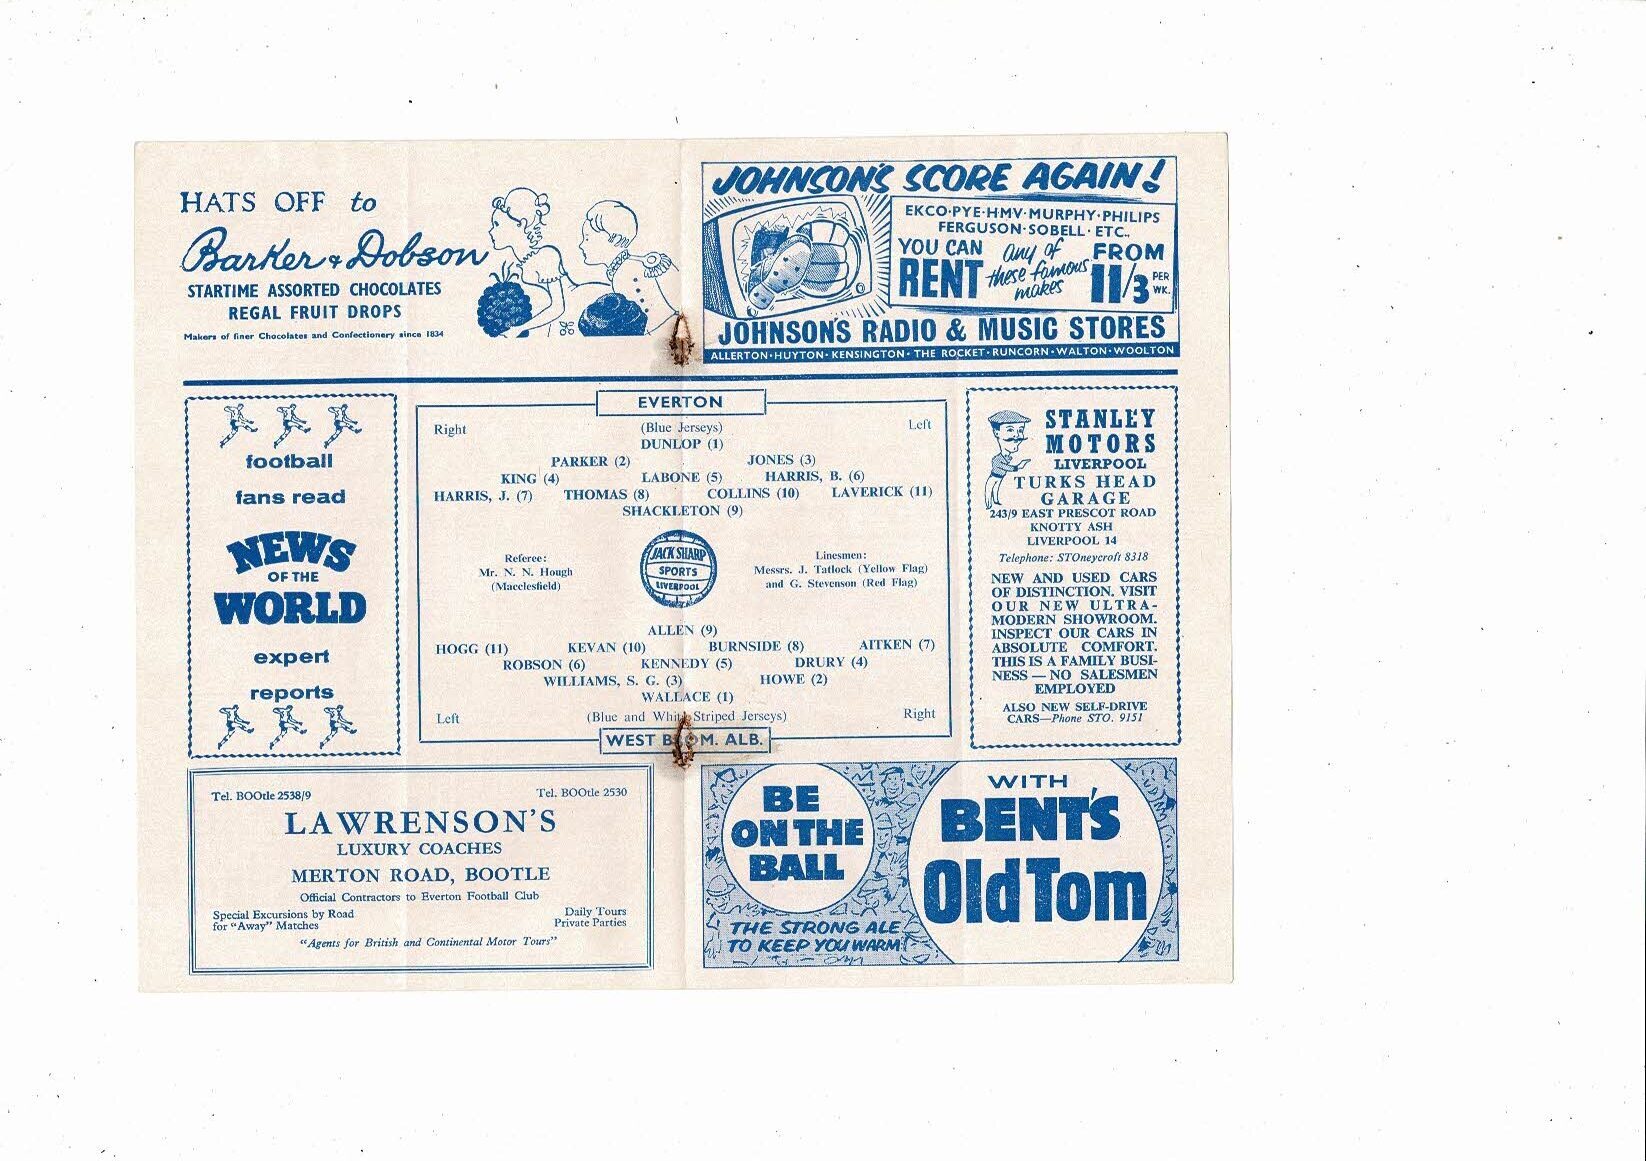 HATS OFF to
Barker & Dobson
STARTIME ASSORTED CHOCOLATES
REGAL FRUIT DROPS
Makers of finer Chocolates and Confectionery since 1834
JOHNSON'S SCORE AGAIN!
EKCO·PYE·HMV·MURPHY·PHILIPS
FERGUSON·SOBELL·ETC..
YOU CAN
RENT
any of
these famous
makes
FROM
11/3 PER WK.
JOHNSON'S RADIO & MUSIC STORES
ALLERTON·HUYTON·KENSINGTON·THE ROCKET·RUNCORN·WALTON·WOOLTON
football
fans read
NEWS
OF THE
WORLD
expert
reports
EVERTON
Right (Blue Jerseys) Left
DUNLOP (1)
PARKER (2) JONES (3)
KING (4) LABONE (5) HARRIS, B. (6)
HARRIS, J. (7) THOMAS (8) COLLINS (10) LAVERICK (11)
SHACKLETON (9)
Referee:
Mr. N. N. Hough
(Macclesfield)
JACK SHARP
SPORTS
LIVERPOOL
Linesmen:
Messrs. J. Tatlock (Yellow Flag)
and G. Stevenson (Red Flag)
ALLEN (9)
HOGG (11) KEVAN (10) BURNSIDE (8) AITKEN (7)
ROBSON (6) KENNEDY (5) DRURY (4)
WILLIAMS, S. G. (3) HOWE (2)
WALLACE (1)
Left (Blue and White Striped Jerseys) Right
WEST BROM. ALB.
STANLEY
MOTORS
LIVERPOOL
TURKS HEAD
GARAGE
243/9 EAST PRESCOT ROAD
KNOTTY ASH
LIVERPOOL 14
Telephone: STOneycroft 8318
NEW AND USED CARS
OF DISTINCTION. VISIT
OUR NEW ULTRA-
MODERN SHOWROOM.
INSPECT OUR CARS IN
ABSOLUTE COMFORT.
THIS IS A FAMILY BUSI-
NESS — NO SALESMEN
EMPLOYED
ALSO NEW SELF-DRIVE
CARS—Phone STO. 9151
Tel. BOOtle 2538/9 Tel. BOOtle 2530
LAWRENSON'S
LUXURY COACHES
MERTON ROAD, BOOTLE
Official Contractors to Everton Football Club
Special Excursions by Road
for "Away" Matches
Daily Tours
Private Parties
"Agents for British and Continental Motor Tours"
BE
ON THE
BALL
THE STRONG ALE
TO KEEP YOU WARM
WITH
BENT'S
Old Tom